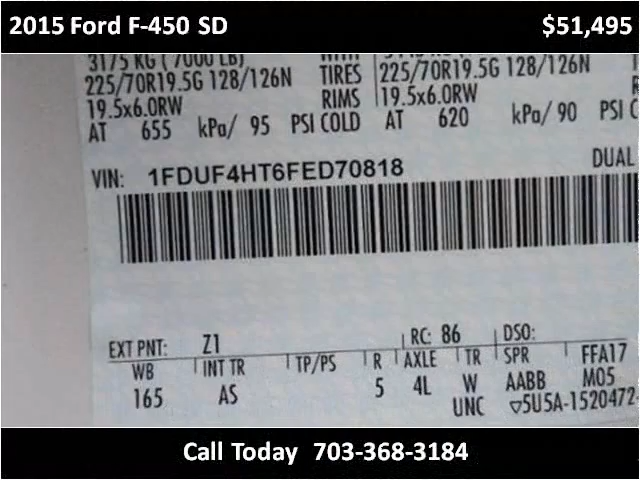 2015 Ford F-450 SD $51,495
3175 KG ( 7000 LB)
225/70R19.5G 128/126N TIRES 225/70R19.5G 128/126N
19.5x6.0RW RIMS 19.5x6.0RW
AT 655 kPa/ 95 PSI COLD AT 620 kPa/ 90 PSI C
VIN: 1FDUF4HT6FED70818 DUAL
EXT PNT: Z1 RC: 86 DSO:
WB INT TR TP/PS R AXLE TR SPR FFA17
165 AS 5 4L W AABB M05
UNC ▽5U5A-1520472-
Call Today 703-368-3184